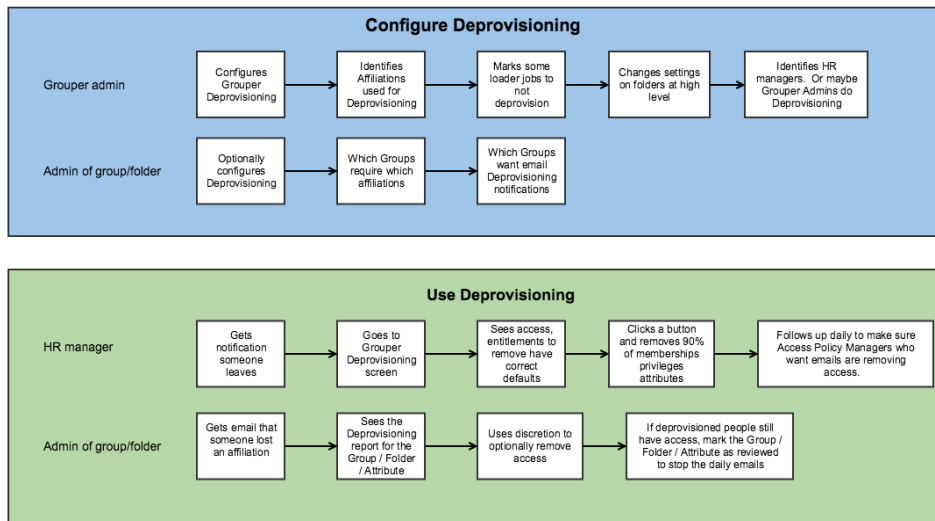 Configure Deprovisioning
Grouper admin
Configures
Grouper
Deprovisioning
Identifies
Affiliations
used for
Deprovisioning
Marks some
loader jobs to
not
deprovision
Changes settings
on folders at high
level
Identifies HR
managers. Or maybe
Grouper Admins do
Deprovisioning
Admin of group/folder
Optionally
configures
Deprovisioning
Which Groups
require which
affiliations
Which Groups
want email
Deprovisioning
notifications
Use Deprovisioning
HR manager
Gets
notification
someone
leaves
Goes to
Grouper
Deprovisioning
screen
Sees access,
entitlements to
remove have
correct
defaults
Clicks a button
and removes 90%
of memberships
privileges
attributes
Follows up daily to make sure
Access Policy Managers who
want emails are removing
access.
Admin of group/folder
Gets email that
someone lost
an affiliation
Sees the
Deprovisioning
report for the
Group / Folder
/ Attribute
Uses discretion to
optionally remove
access
If deprovisioned people still
have access, mark the Group /
Folder / Attribute as reviewed
to stop the daily emails